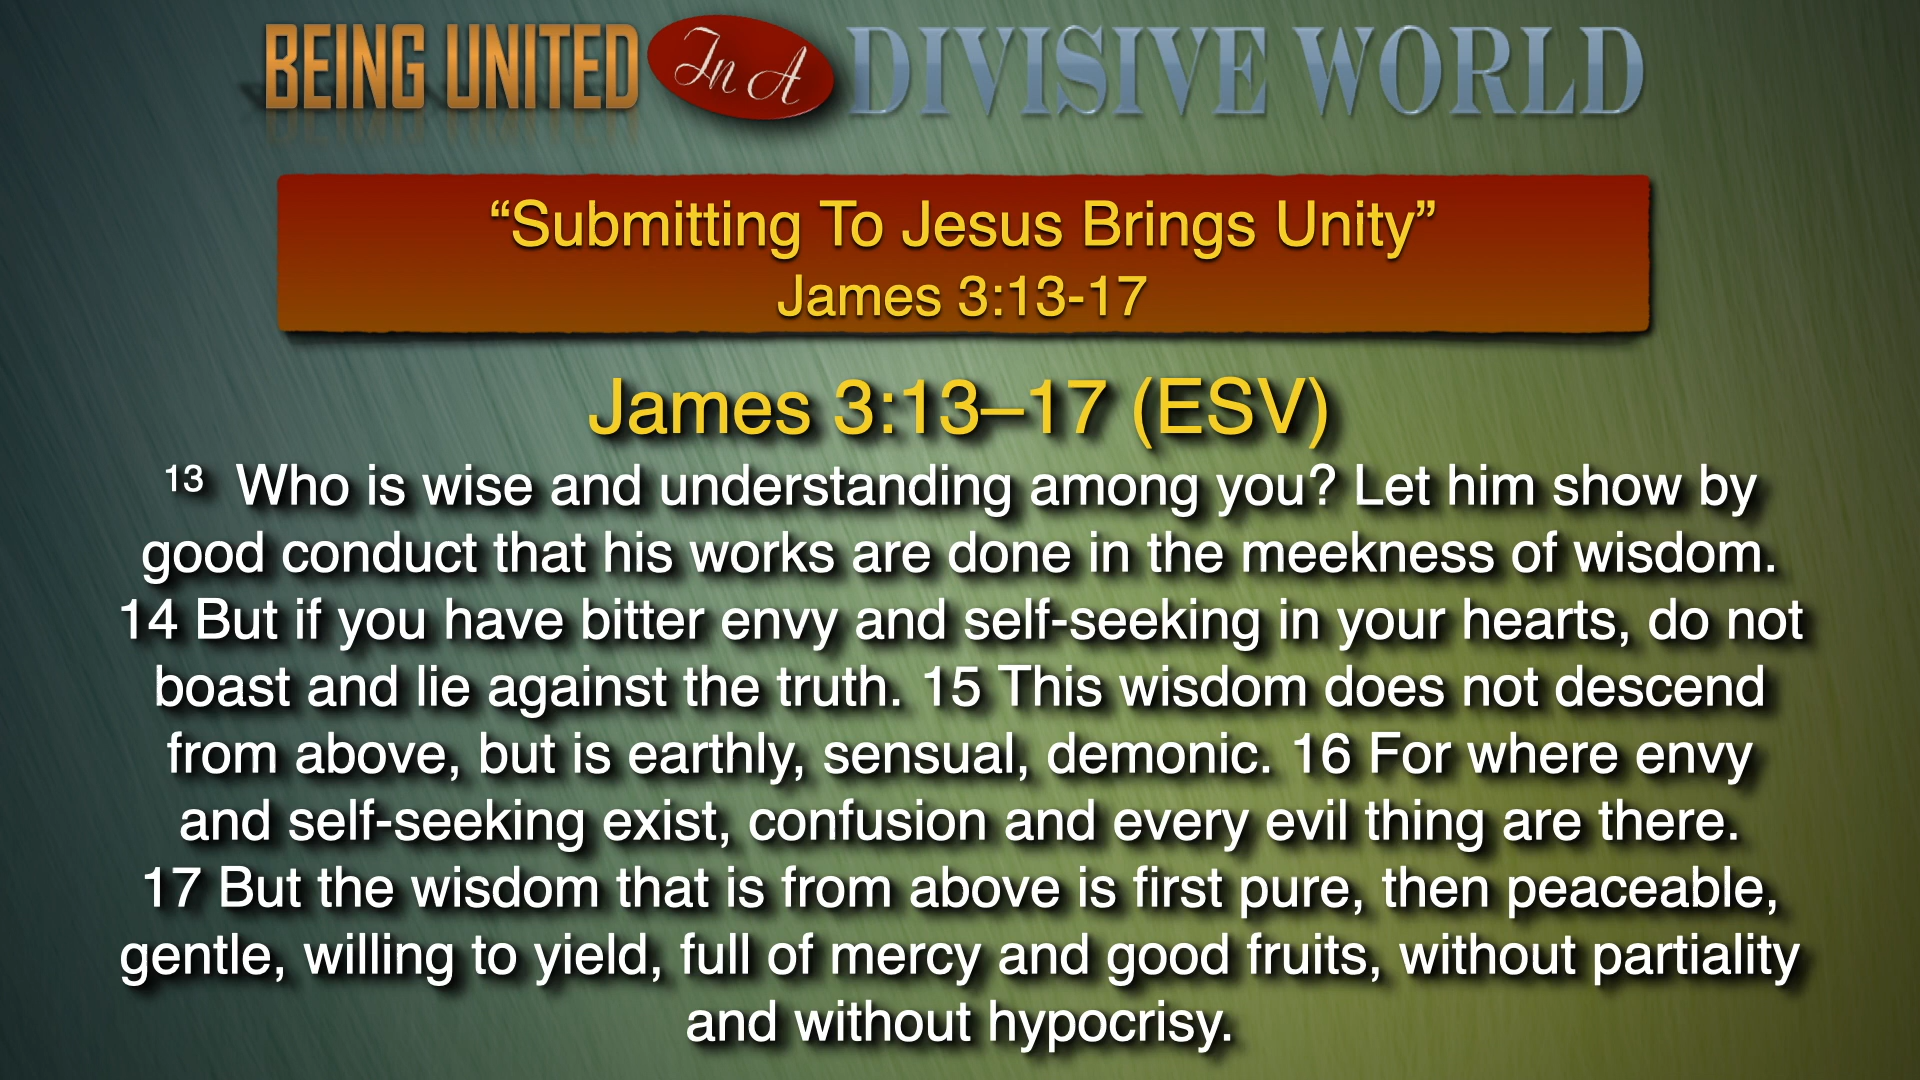 BEING UNITED In A DIVISIVE WORLD
“Submitting To Jesus Brings Unity”
James 3:13-17
James 3:13–17 (ESV)
13 Who is wise and understanding among you? Let him show by
good conduct that his works are done in the meekness of wisdom.
14 But if you have bitter envy and self-seeking in your hearts, do not
boast and lie against the truth. 15 This wisdom does not descend
from above, but is earthly, sensual, demonic. 16 For where envy
and self-seeking exist, confusion and every evil thing are there.
17 But the wisdom that is from above is first pure, then peaceable,
gentle, willing to yield, full of mercy and good fruits, without partiality
and without hypocrisy.